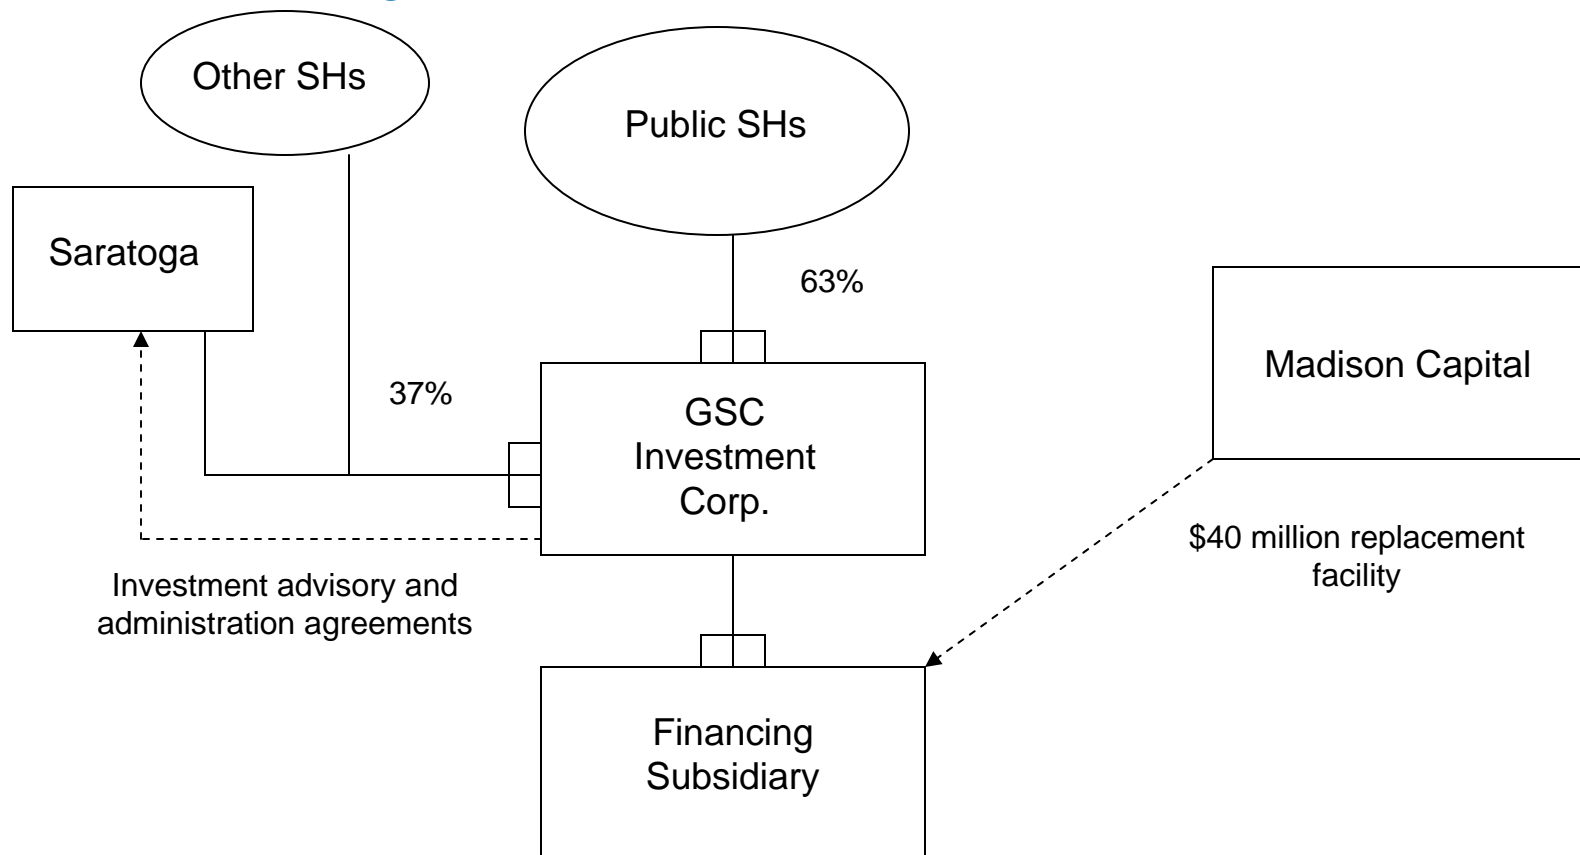 Other SHs
Public SHs
Saratoga
63%
Madison Capital
37%
GSC
Investment
Corp.
$40 million replacement
facility
Investment advisory and
administration agreements
Financing
Subsidiary